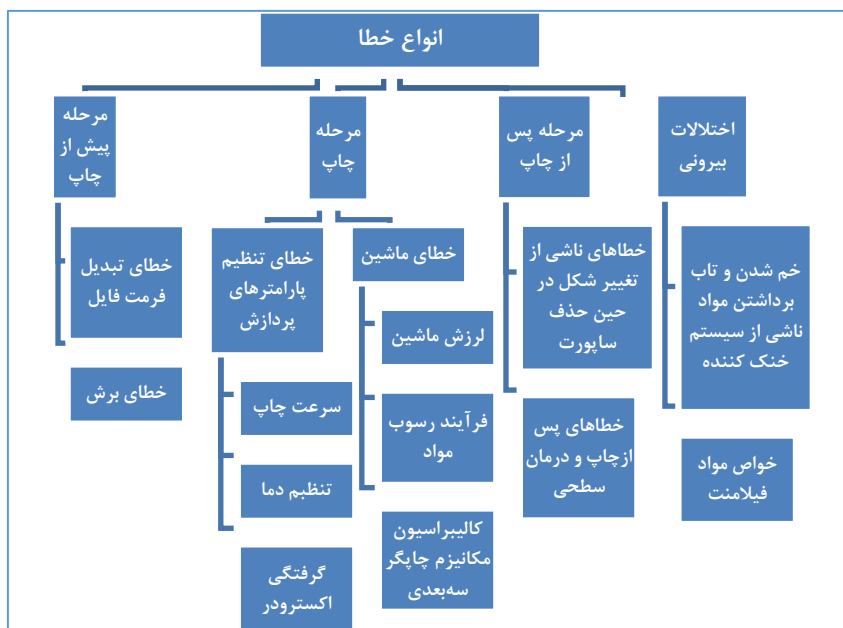 انواع خطا
مرحله
پیش از
چاپ
خطای تبدیل
فرمت فایل
خطای برش
مرحله
چاپ
خطای تنظیم
پارامترهای
پردازش
سرعت چاپ
تنظبم دما
گرفتگی
اکسترودر
خطای ماشین
لرزش ماشین
فرآیند رسوب
مواد
کالیبراسیون
مکانیزم چاپگر
سه‌بعدی
مرحله پس
از چاپ
خطاهای ناشی از
تغییر شکل در
حین حذف
ساپورت
خطاهای پس
ازچاپ و درمان
سطحی
اختلالات
بیرونی
خم شدن و تاب
برداشتن مواد
ناشی از سیستم
خنک کننده
خواص مواد
فیلامنت